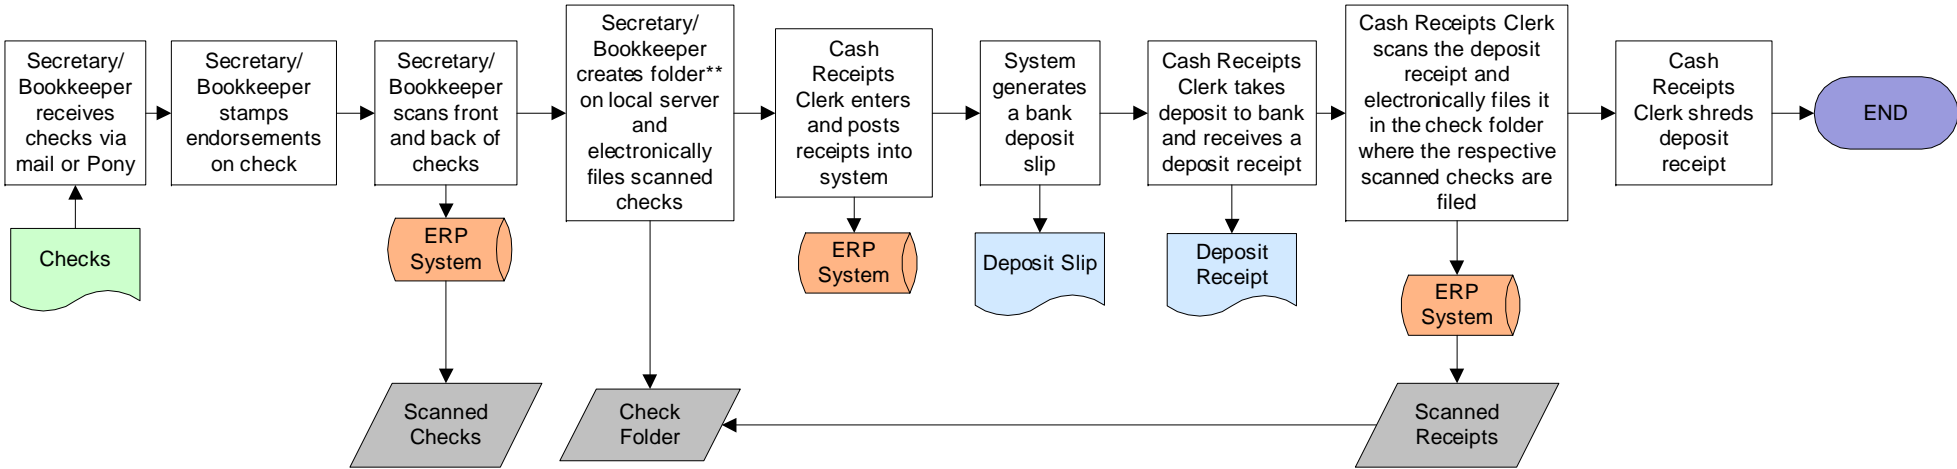 Secretary/
Bookkeeper
receives
checks via
mail or Pony
Secretary/
Bookkeeper
stamps
endorsements
on check
Secretary/
Bookkeeper
scans front
and back of
checks
Secretary/
Bookkeeper
creates folder**
on local server
and
electronically
files scanned
checks
Cash
Receipts
Clerk enters
and posts
receipts into
system
System
generates
a bank
deposit
slip
Cash Receipts
Clerk takes
deposit to bank
and receives a
deposit receipt
Cash Receipts Clerk
scans the deposit
receipt and
electronically files it
in the check folder
where the respective
scanned checks are
filed
Cash
Receipts
Clerk shreds
deposit
receipt
END
Checks
ERP
System
ERP
System
Deposit Slip
Deposit
Receipt
ERP
System
Scanned
Checks
Check
Folder
Scanned
Receipts